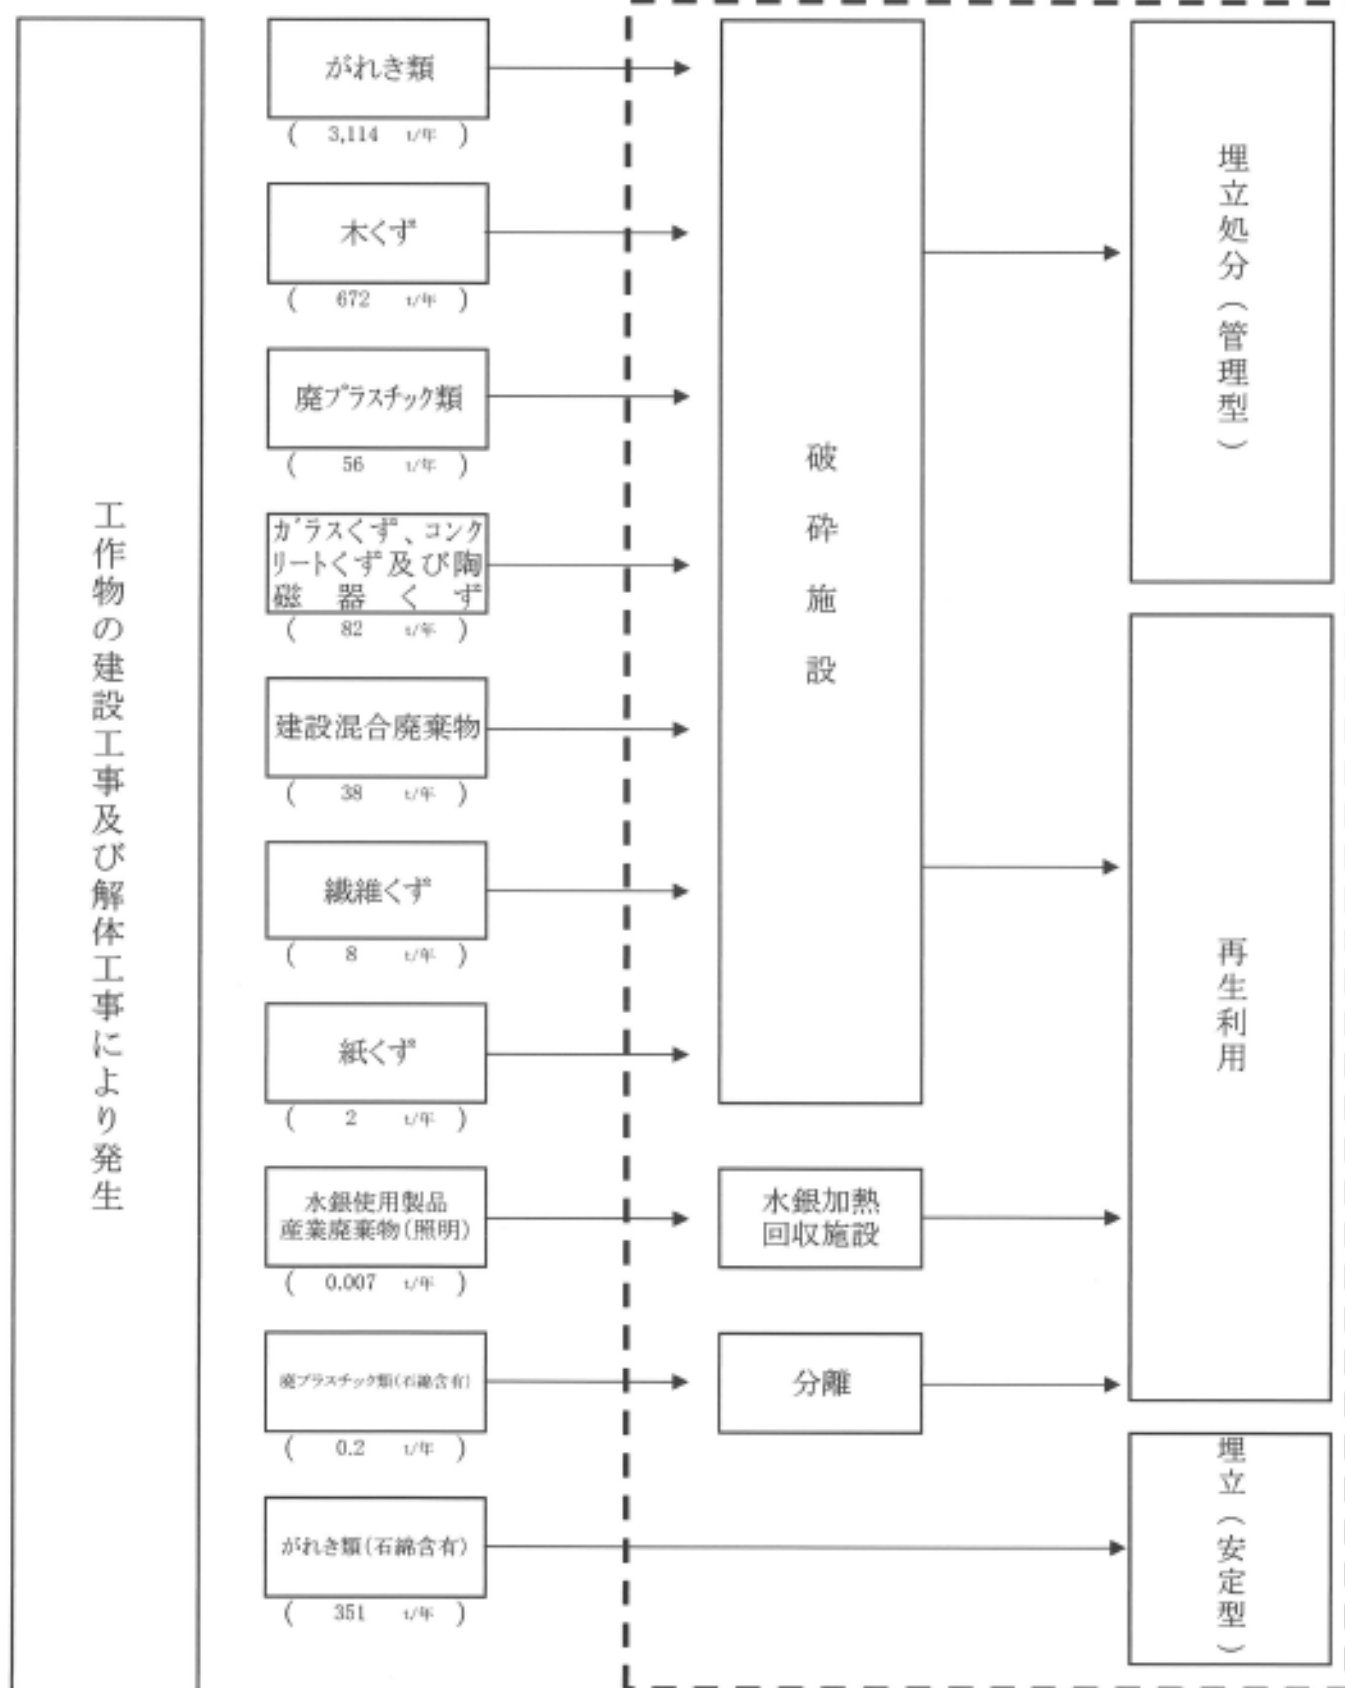 工作物の建設工事及び解体工事により発生
がれき類
( 3,114 t/年 )
木くず
( 672 t/年 )
廃プラスチック類
( 56 t/年 )
ガラスくず、コンク
リートくず及び陶
磁器くず
( 82 t/年 )
建設混合廃棄物
( 38 t/年 )
繊維くず
( 8 t/年 )
紙くず
( 2 t/年 )
水銀使用製品
産業廃棄物(照明)
( 0.007 t/年 )
廃プラスチック類(石綿含有)
( 0.2 t/年 )
がれき類(石綿含有)
( 351 t/年 )
破砕施設
水銀加熱
回収施設
分離
埋立処分(管理型)
再生利用
埋立(安定型)